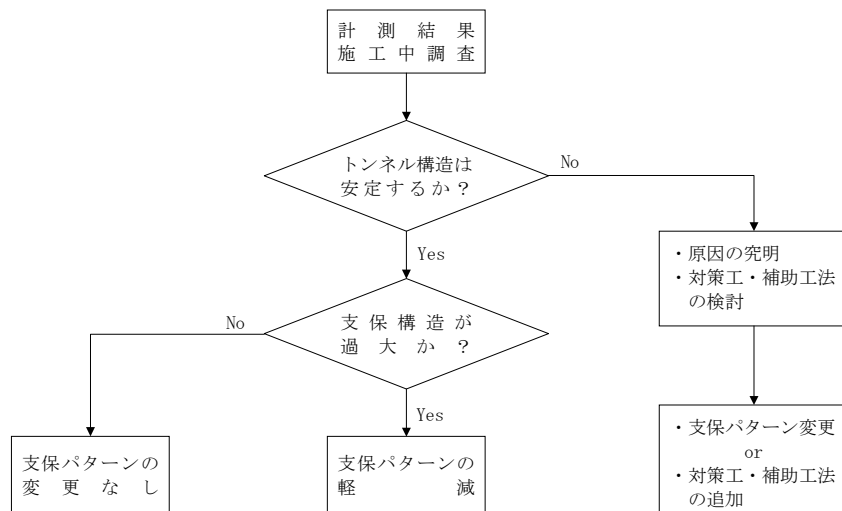 計測結果
施工中調査
トンネル構造は
安定するか？
No
Yes
・原因の究明
・対策工・補助工法
の検討
支保構造が
過大か？
No
Yes
支保パターンの
変更なし
支保パターンの
軽減
・支保パターン変更
or
・対策工・補助工法
の追加